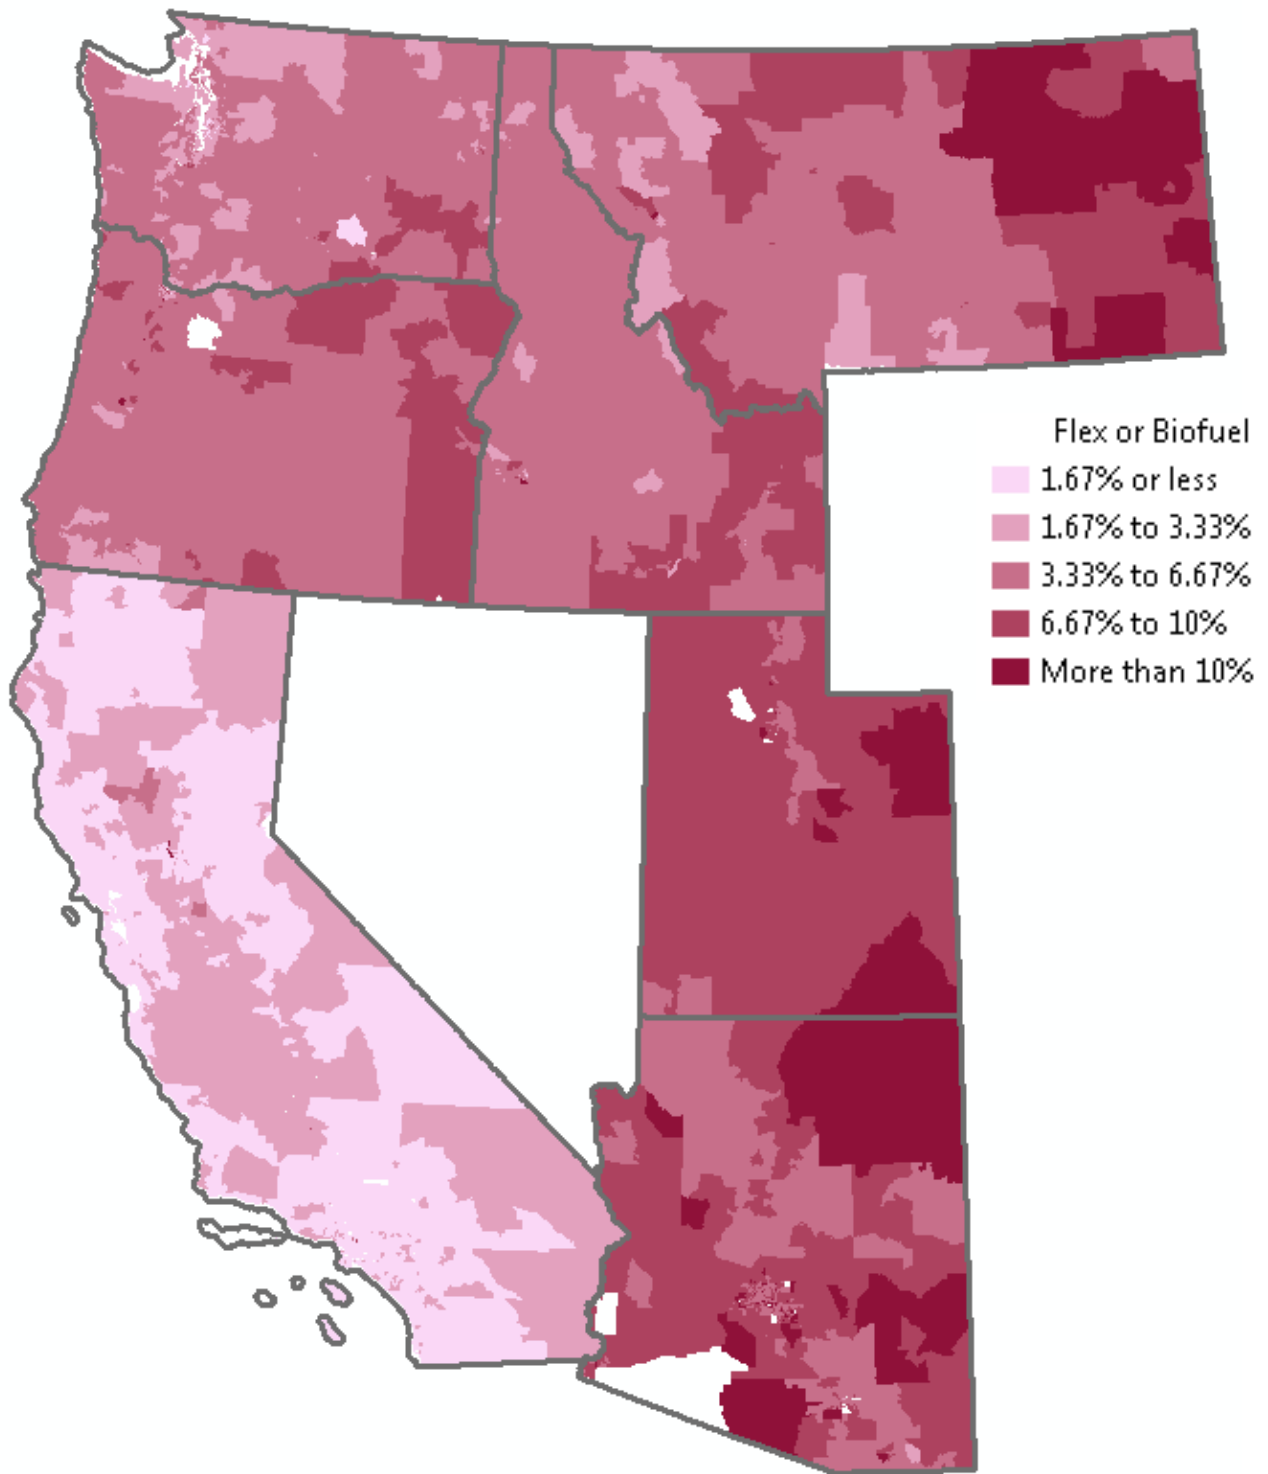 Flex or Biofuel
1.67% or less
1.67% to 3.33%
3.33% to 6.67%
6.67% to 10%
More than 10%